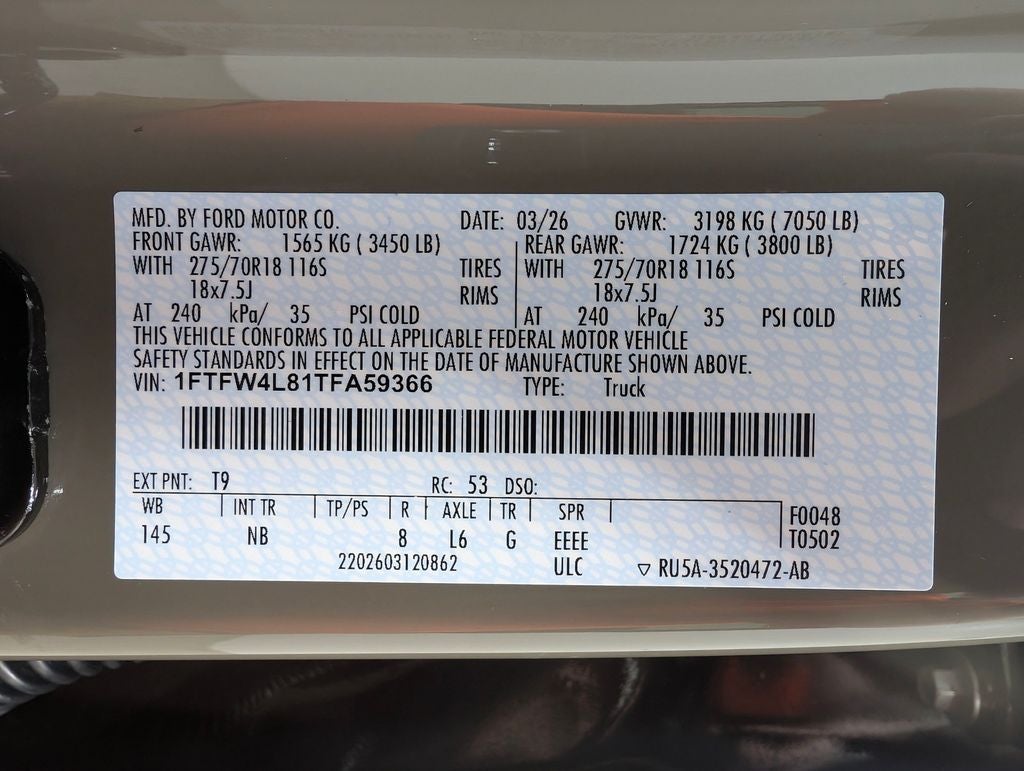 MFD. BY FORD MOTOR CO. DATE: 03/26 GVWR: 3198 KG ( 7050 LB)
FRONT GAWR: 1565 KG ( 3450 LB) REAR GAWR: 1724 KG ( 3800 LB)
WITH 275/70R18 116S TIRES WITH 275/70R18 116S TIRES
18x7.5J RIMS 18x7.5J RIMS
AT 240 kPa/ 35 PSI COLD AT 240 kPa/ 35 PSI COLD
THIS VEHICLE CONFORMS TO ALL APPLICABLE FEDERAL MOTOR VEHICLE
SAFETY STANDARDS IN EFFECT ON THE DATE OF MANUFACTURE SHOWN ABOVE.
VIN: 1FTFW4L81TFA59366 TYPE: Truck
EXT PNT: T9 RC: 53 DSO:
WB INT TR TP/PS R AXLE TR SPR F0048
145 NB 8 L6 G EEEE T0502
2202603120862 ULC ▽ RU5A-3520472-AB